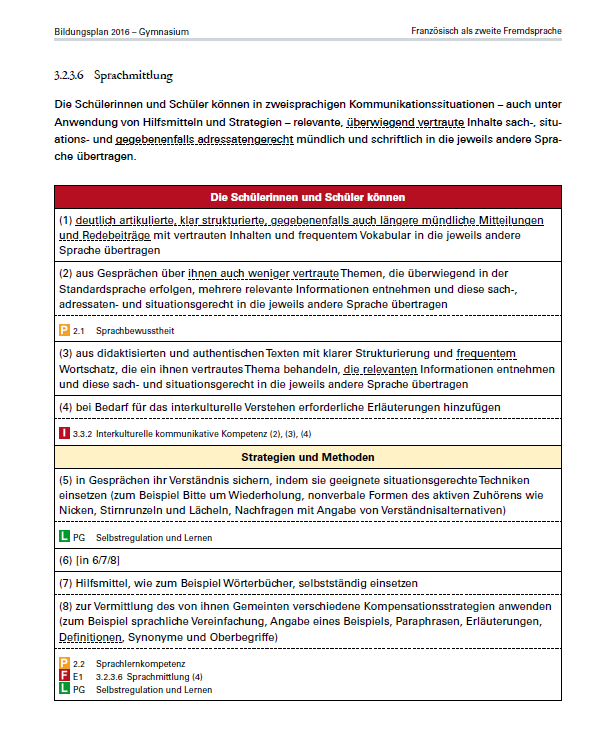 Bildungsplan 2016 – Gymnasium
Französisch als zweite Fremdsprache
3.2.3.6 Sprachmittlung
Die Schülerinnen und Schüler können in zweisprachigen Kommunikationssituationen – auch unter
Anwendung von Hilfsmitteln und Strategien – relevante, überwiegend vertraute Inhalte sach-, situ-
ations- und gegebenenfalls adressatengerecht mündlich und schriftlich in die jeweils andere Spra-
che übertragen.
Die Schülerinnen und Schüler können
(1) deutlich artikulierte, klar strukturierte, gegebenenfalls auch längere mündliche Mitteilungen
und Redebeiträge mit vertrauten Inhalten und frequentem Vokabular in die jeweils andere
Sprache übertragen
(2) aus Gesprächen über ihnen auch weniger vertraute Themen, die überwiegend in der
Standardsprache erfolgen, mehrere relevante Informationen entnehmen und diese sach-,
adressaten- und situationsgerecht in die jeweils andere Sprache übertragen
P 2.1 Sprachbewusstheit
(3) aus didaktisierten und authentischen Texten mit klarer Strukturierung und frequentem
Wortschatz, die ein ihnen vertrautes Thema behandeln, die relevanten Informationen entnehmen
und diese sach- und situationsgerecht in die jeweils andere Sprache übertragen
(4) bei Bedarf für das interkulturelle Verstehen erforderliche Erläuterungen hinzufügen
I 3.3.2 Interkulturelle kommunikative Kompetenz (2), (3), (4)
Strategien und Methoden
(5) in Gesprächen ihr Verständnis sichern, indem sie geeignete situationsgerechte Techniken
einsetzen (zum Beispiel Bitte um Wiederholung, nonverbale Formen des aktiven Zuhörens wie
Nicken, Stirnrunzeln und Lächeln, Nachfragen mit Angabe von Verständnisalternativen)
L PG Selbstregulation und Lernen
(6) [in 6/7/8]
(7) Hilfsmittel, wie zum Beispiel Wörterbücher, selbstständig einsetzen
(8) zur Vermittlung des von ihnen Gemeinten verschiedene Kompensationsstrategien anwenden
(zum Beispiel sprachliche Vereinfachung, Angabe eines Beispiels, Paraphrasen, Erläuterungen,
Definitionen, Synonyme und Oberbegriffe)
P 2.2 Sprachlernkompetenz
F E1 3.2.3.6 Sprachmittlung (4)
L PG Selbstregulation und Lernen